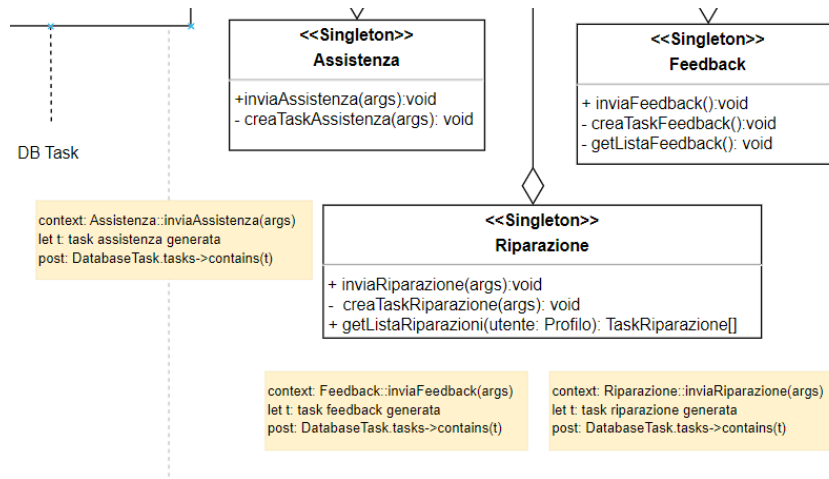 <<Singleton>>
Assistenza
+inviaAssistenza(args):void
- creaTaskAssistenza(args): void
<<Singleton>>
Feedback
+ inviaFeedback():void
- creaTaskFeedback():void
- getListaFeedback(): void
DB Task
context: Assistenza::inviaAssistenza(args)
let t: task assistenza generata
post: DatabaseTask.tasks->contains(t)
<<Singleton>>
Riparazione
+ inviaRiparazione(args):void
- creaTaskRiparazione(args): void
+ getListaRiparazioni(utente: Profilo): TaskRiparazione[]
context: Feedback::inviaFeedback(args)
let t: task feedback generata
post: DatabaseTask.tasks->contains(t)
context: Riparazione::inviaRiparazione(args)
let t: task riparazione generata
post: DatabaseTask.tasks->contains(t)